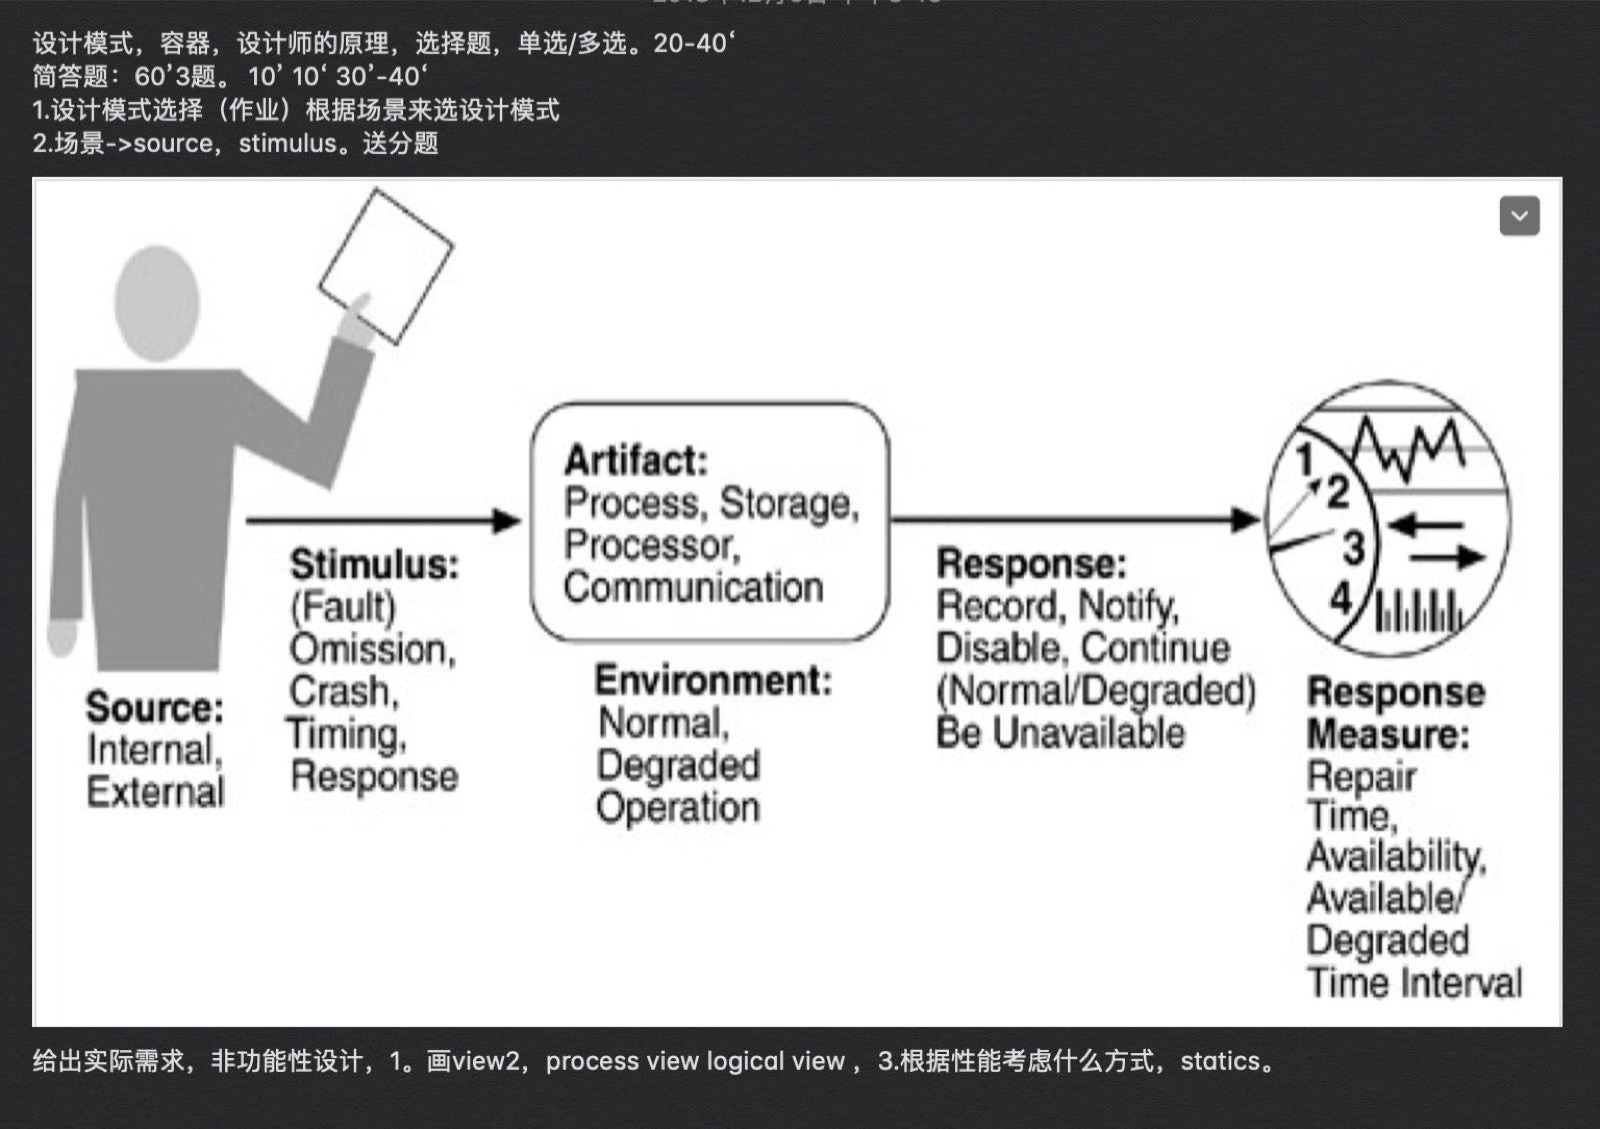 设计模式，容器，设计师的原理，选择题，单选/多选。20-40‘
简答题：60’3题。 10’ 10‘ 30’-40‘
1.设计模式选择（作业）根据场景来选设计模式
2.场景->source，stimulus。送分题
Source:
Internal,
External
Stimulus:
(Fault)
Omission,
Crash,
Timing,
Response
Artifact:
Process, Storage,
Processor,
Communication
Environment:
Normal,
Degraded
Operation
Response:
Record, Notify,
Disable, Continue
(Normal/Degraded)
Be Unavailable
1
2
3
4
Response
Measure:
Repair
Time,
Availability,
Available/
Degraded
Time Interval
给出实际需求，非功能性设计，1。画view2，process view logical view ，3.根据性能考虑什么方式，statics。